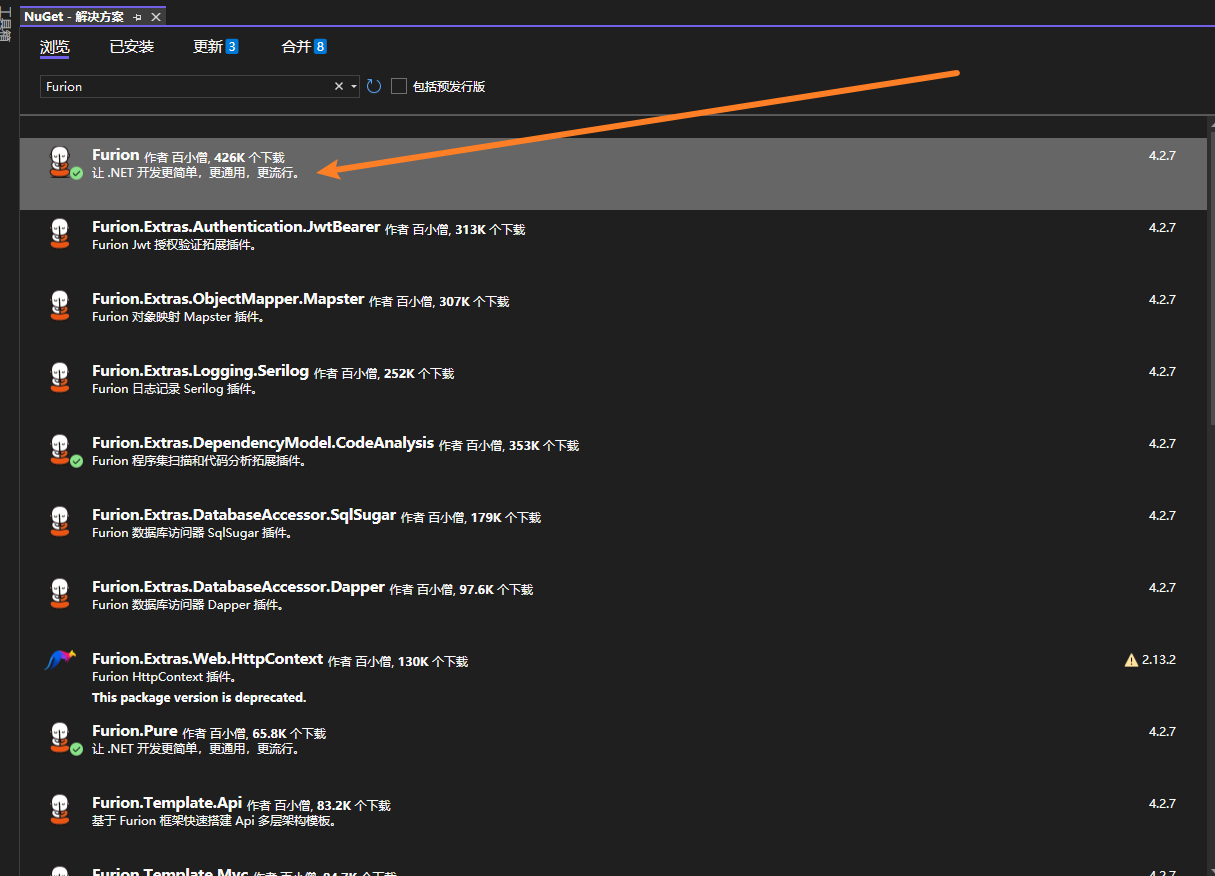 工具箱
NuGet - 解决方案
浏览 已安装 更新 3 合并 8
Furion 包括预发行版
Furion 作者 百小僧, 426K 个下载 4.2.7
让 .NET 开发更简单，更通用，更流行。
Furion.Extras.Authentication.JwtBearer 作者 百小僧, 313K 个下载 4.2.7
Furion Jwt 授权验证拓展插件。
Furion.Extras.ObjectMapper.Mapster 作者 百小僧, 307K 个下载 4.2.7
Furion 对象映射 Mapster 插件。
Furion.Extras.Logging.Serilog 作者 百小僧, 252K 个下载 4.2.7
Furion 日志记录 Serilog 插件。
Furion.Extras.DependencyModel.CodeAnalysis 作者 百小僧, 353K 个下载 4.2.7
Furion 程序集扫描和代码分析拓展插件。
Furion.Extras.DatabaseAccessor.SqlSugar 作者 百小僧, 179K 个下载 4.2.7
Furion 数据库访问器 SqlSugar 插件。
Furion.Extras.DatabaseAccessor.Dapper 作者 百小僧, 97.6K 个下载 4.2.7
Furion 数据库访问器 Dapper 插件。
Furion.Extras.Web.HttpContext 作者 百小僧, 130K 个下载 2.13.2
Furion HttpContext 插件。
This package version is deprecated.
Furion.Pure 作者 百小僧, 65.8K 个下载 4.2.7
让 .NET 开发更简单，更通用，更流行。
Furion.Template.Api 作者 百小僧, 83.2K 个下载 4.2.7
基于 Furion 框架快速搭建 Api 多层架构模板。
Furion.Template.Mvc 作者 百小僧, 84.7K 个下载 4.2.7